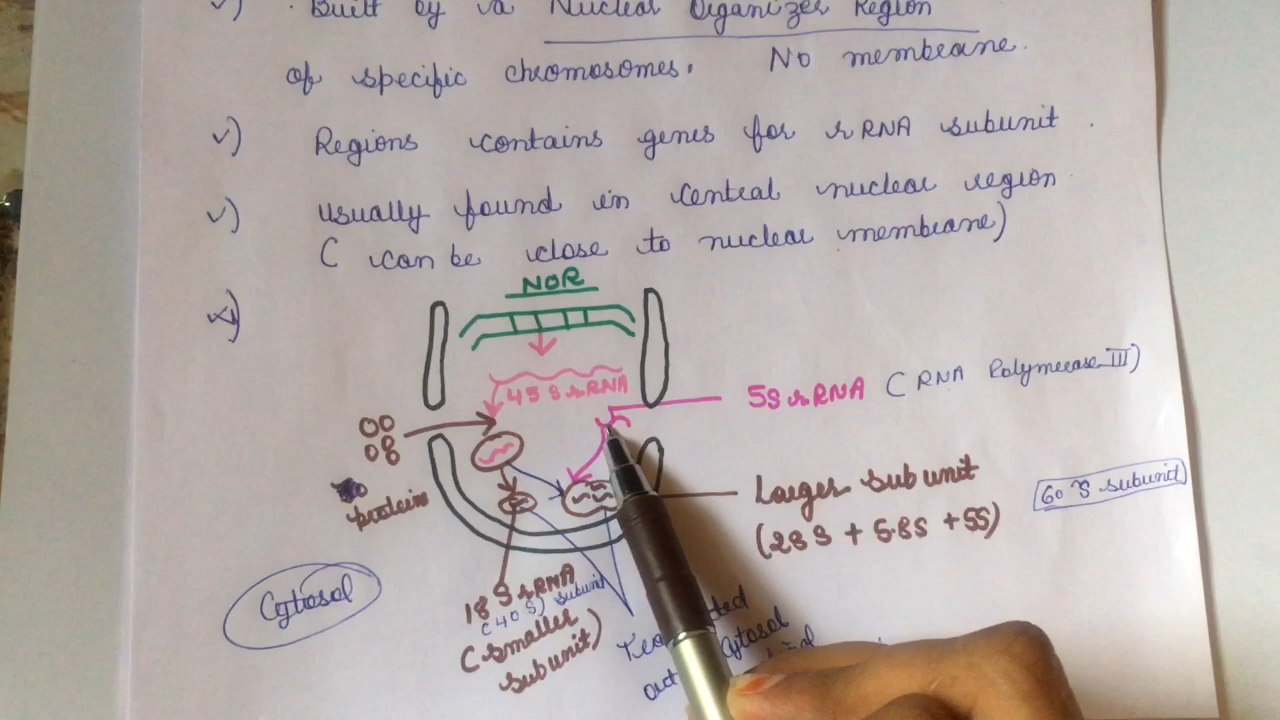 Built by a Nuclear Organizer Region
of specific chromosomes. No membrane.
v) Regions contains genes for rRNA subunit.
v) usually found in central nuclear region
( can be close to nuclear membrane)
NOR
45 S rRNA
5S rRNA ( RNA Polymerase III )
protein
Larger subunit
(28 S + 5.8S + 5S)
60 S subunit
Cytosol
18 S rRNA
(40 S) subunit
(smaller
subunit)
cytosol